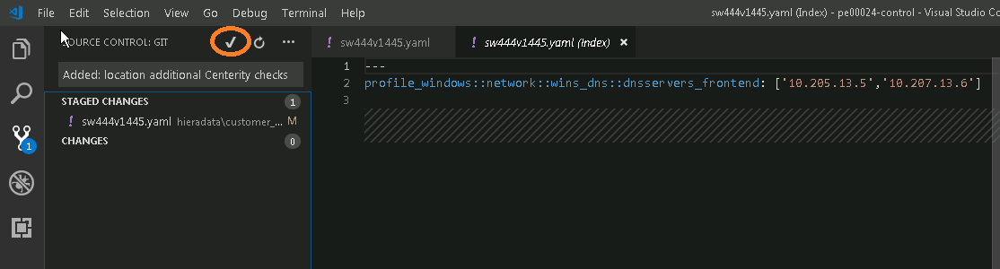 File Edit Selection View Go Debug Terminal Help
sw444v1445.yaml (Index) - pe00024-control - Visual Studio Co
OURCE CONTROL: GIT
Added: location additional Centerity checks
STAGED CHANGES 1
! sw444v1445.yaml hieradata\customer_... M
CHANGES 0
1
! sw444v1445.yaml
! sw444v1445.yaml (Index) ×
1 ---
2 profile_windows::network::wins_dns::dnsservers_frontend: ['10.205.13.5','10.207.13.6']
3